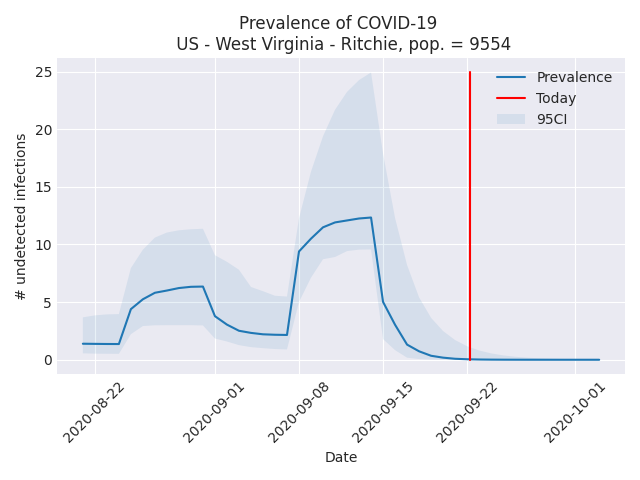 Prevalence of COVID-19
US - West Virginia - Ritchie, pop. = 9554
Prevalence
Today
95CI
# undetected infections
25
20
15
10
5
0
2020-08-22
2020-09-01
2020-09-08
2020-09-15
2020-09-22
2020-10-01
Date